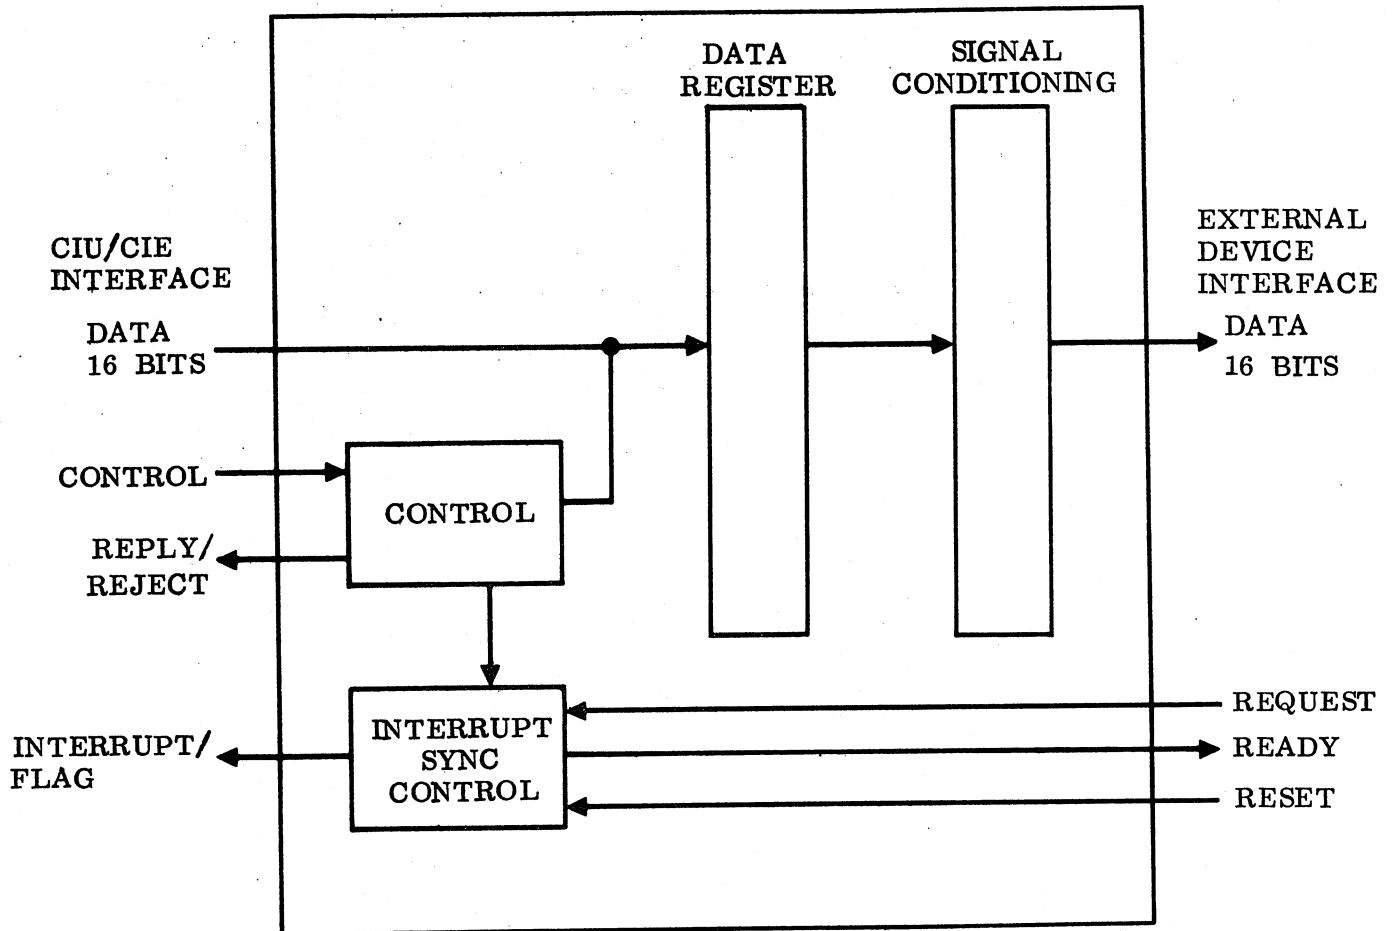 DATA
REGISTER
SIGNAL
CONDITIONING
CIU/CIE
INTERFACE
DATA
16 BITS
EXTERNAL
DEVICE
INTERFACE
DATA
16 BITS
CONTROL
CONTROL
REPLY/
REJECT
INTERRUPT
SYNC
CONTROL
INTERRUPT/
FLAG
REQUEST
READY
RESET